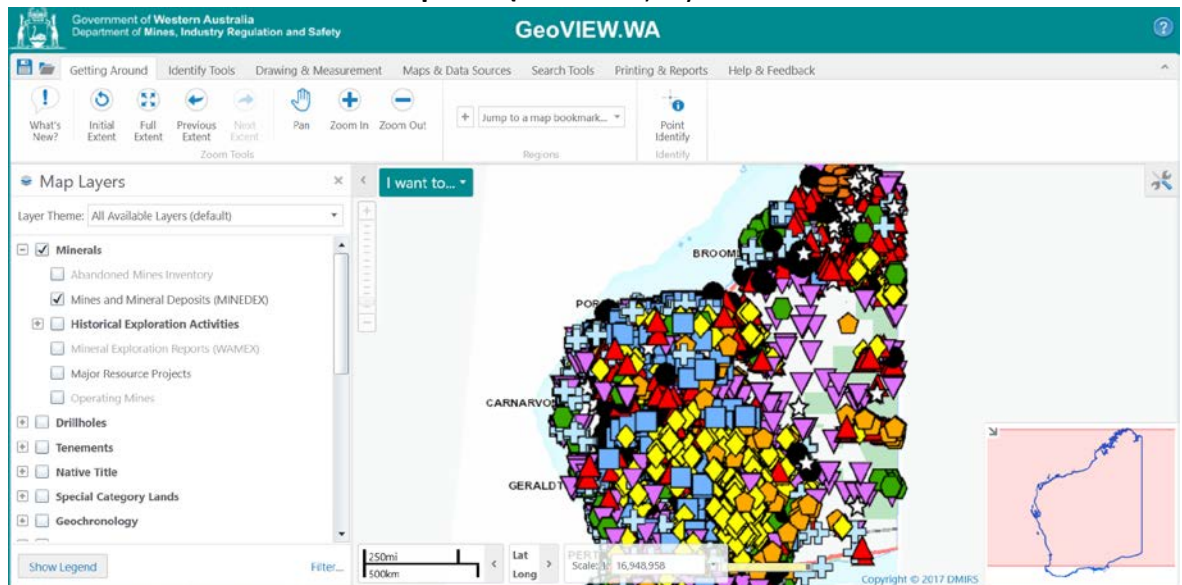 Government of Western Australia
Department of Mines, Industry Regulation and Safety
GeoVIEW.WA
?
Getting Around Identify Tools Drawing & Measurement Maps & Data Sources Search Tools Printing & Reports Help & Feedback
What's New?
Initial Extent
Full Extent
Previous Extent
Next Extent
Pan
Zoom In
Zoom Out
Jump to a map bookmark...
Point Identify
Zoom Tools
Regions
Identify
Map Layers
I want to...
Layer Theme: All Available Layers (default)
Minerals
Abandoned Mines Inventory
Mines and Mineral Deposits (MINEDEX)
Historical Exploration Activities
Mineral Exploration Reports (WAMEX)
Major Resource Projects
Operating Mines
Drillholes
Tenements
Native Title
Special Category Lands
Geochronology
Show Legend
Filter...
BROOM
POR
CARNARVO
GERALDT
PERT
250mi
500km
Lat
Long
Scale: 1: 16,948,958
Copyright © 2017 DMIRS